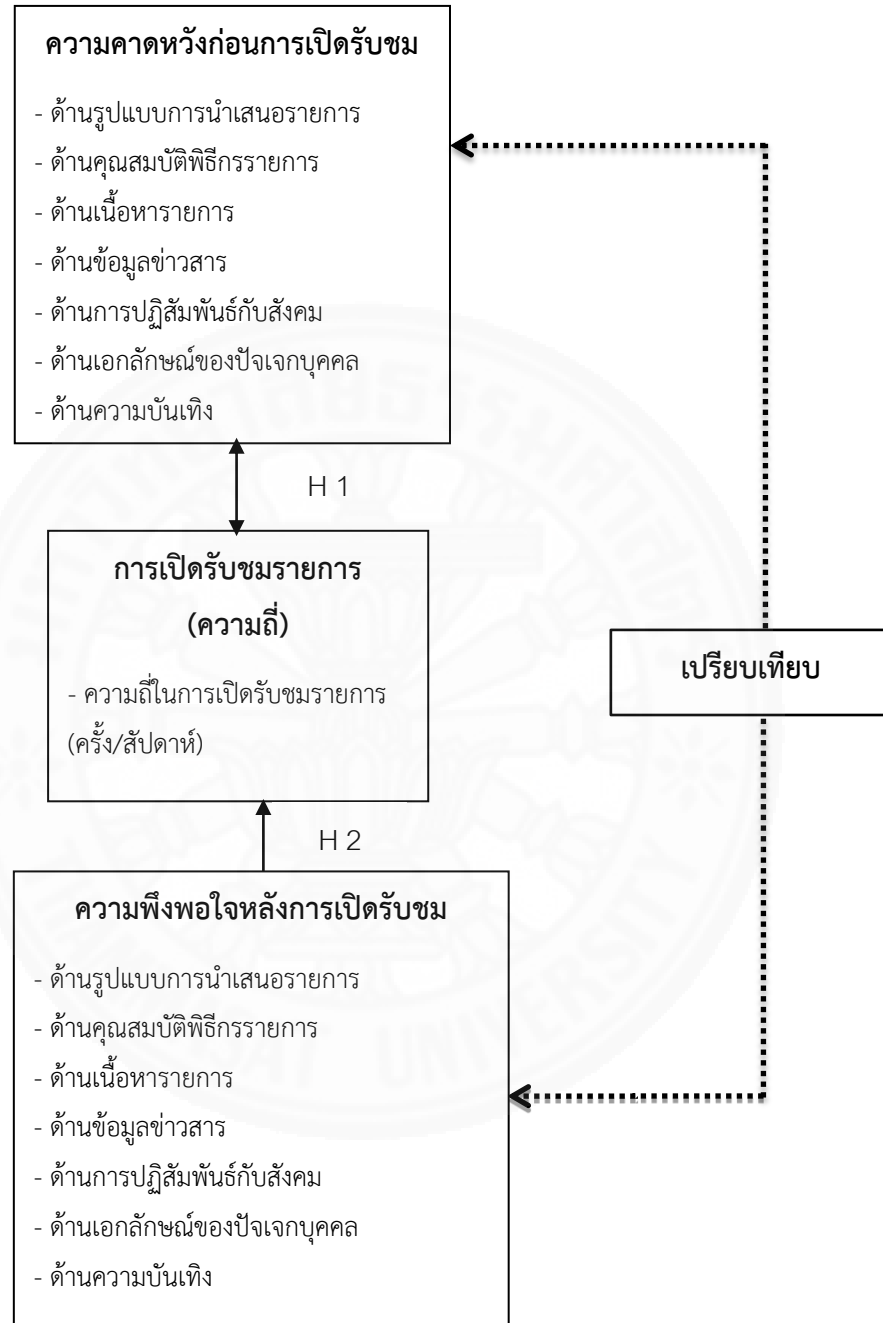 ความคาดหวังก่อนการเปิดรับชม
- ด้านรูปแบบการนำเสนอรายการ
- ด้านคุณสมบัติพิธีกรรายการ
- ด้านเนื้อหารายการ
- ด้านข้อมูลข่าวสาร
- ด้านการปฏิสัมพันธ์กับสังคม
- ด้านเอกลักษณ์ของปัจเจกบุคคล
- ด้านความบันเทิง
H 1
การเปิดรับชมรายการ
(ความถี่)
- ความถี่ในการเปิดรับชมรายการ
(ครั้ง/สัปดาห์)
เปรียบเทียบ
H 2
ความพึงพอใจหลังการเปิดรับชม
- ด้านรูปแบบการนำเสนอรายการ
- ด้านคุณสมบัติพิธีกรรายการ
- ด้านเนื้อหารายการ
- ด้านข้อมูลข่าวสาร
- ด้านการปฏิสัมพันธ์กับสังคม
- ด้านเอกลักษณ์ของปัจเจกบุคคล
- ด้านความบันเทิง